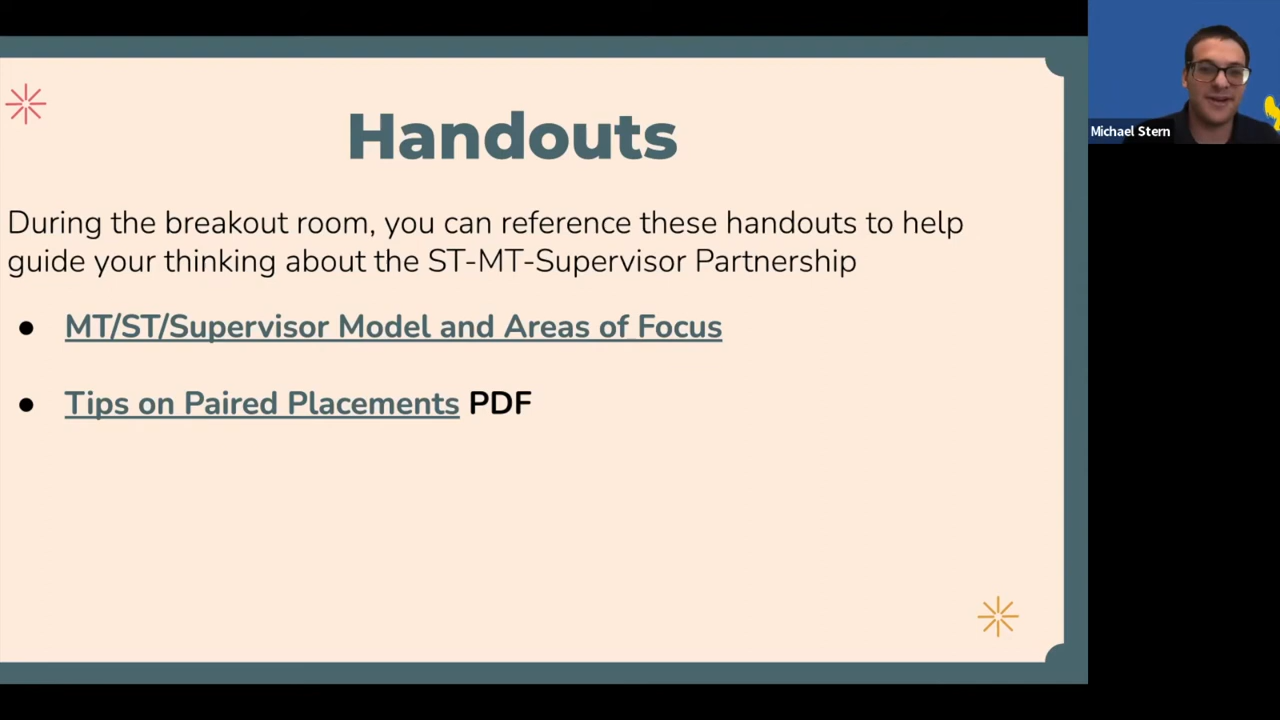 Handouts
During the breakout room, you can reference these handouts to help
guide your thinking about the ST-MT-Supervisor Partnership
● MT/ST/Supervisor Model and Areas of Focus
● Tips on Paired Placements PDF
Michael Stern